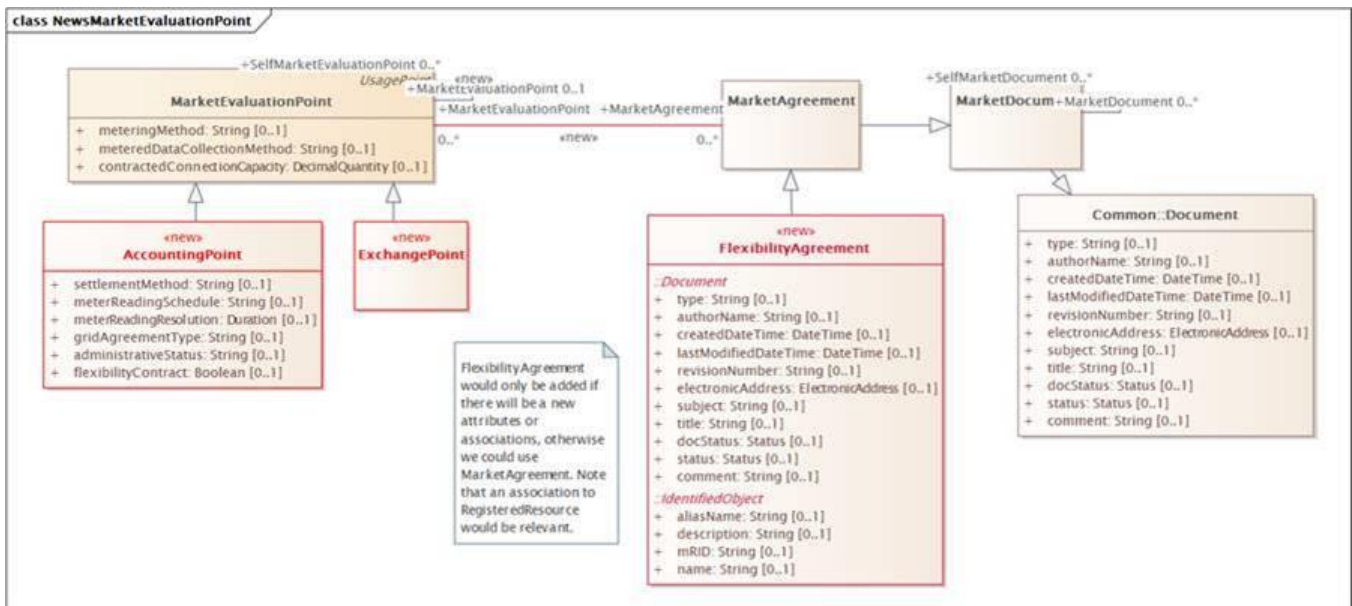 class NewsMarketEvaluationPoint
+SelfMarketEvaluationPoint 0..*
UsagePoint
«new»
+MarketEvaluationPoint 0..1
MarketEvaluationPoint
+ meteringMethod: String [0..1]
+ meteredDataCollectionMethod: String [0..1]
+ contractedConnectionCapacity: DecimalQuantity [0..1]
+MarketEvaluationPoint +MarketAgreement
0..* «new» 0..*
MarketAgreement
+SelfMarketDocument 0..*
MarketDocum
+MarketDocument 0..*
«new»
AccountingPoint
+ settlementMethod: String [0..1]
+ meterReadingSchedule: String [0..1]
+ meterReadingResolution: Duration [0..1]
+ gridAgreementType: String [0..1]
+ administrativeStatus: String [0..1]
+ flexibilityContract: Boolean [0..1]
«new»
ExchangePoint
FlexibilityAgreement
would only be added if
there will be a new
attributes or
associations, otherwise
we could use
MarketAgreement. Note
that an association to
RegisteredResource
would be relevant.
«new»
FlexibilityAgreement
::Document
+ type: String [0..1]
+ authorName: String [0..1]
+ createdDateTime: DateTime [0..1]
+ lastModifiedDateTime: DateTime [0..1]
+ revisionNumber: String [0..1]
+ electronicAddress: ElectronicAddress [0..1]
+ subject: String [0..1]
+ title: String [0..1]
+ docStatus: Status [0..1]
+ status: Status [0..1]
+ comment: String [0..1]
::IdentifiedObject
+ aliasName: String [0..1]
+ description: String [0..1]
+ mRID: String [0..1]
+ name: String [0..1]
Common::Document
+ type: String [0..1]
+ authorName: String [0..1]
+ createdDateTime: DateTime [0..1]
+ lastModifiedDateTime: DateTime [0..1]
+ revisionNumber: String [0..1]
+ electronicAddress: ElectronicAddress [0..1]
+ subject: String [0..1]
+ title: String [0..1]
+ docStatus: Status [0..1]
+ status: Status [0..1]
+ comment: String [0..1]